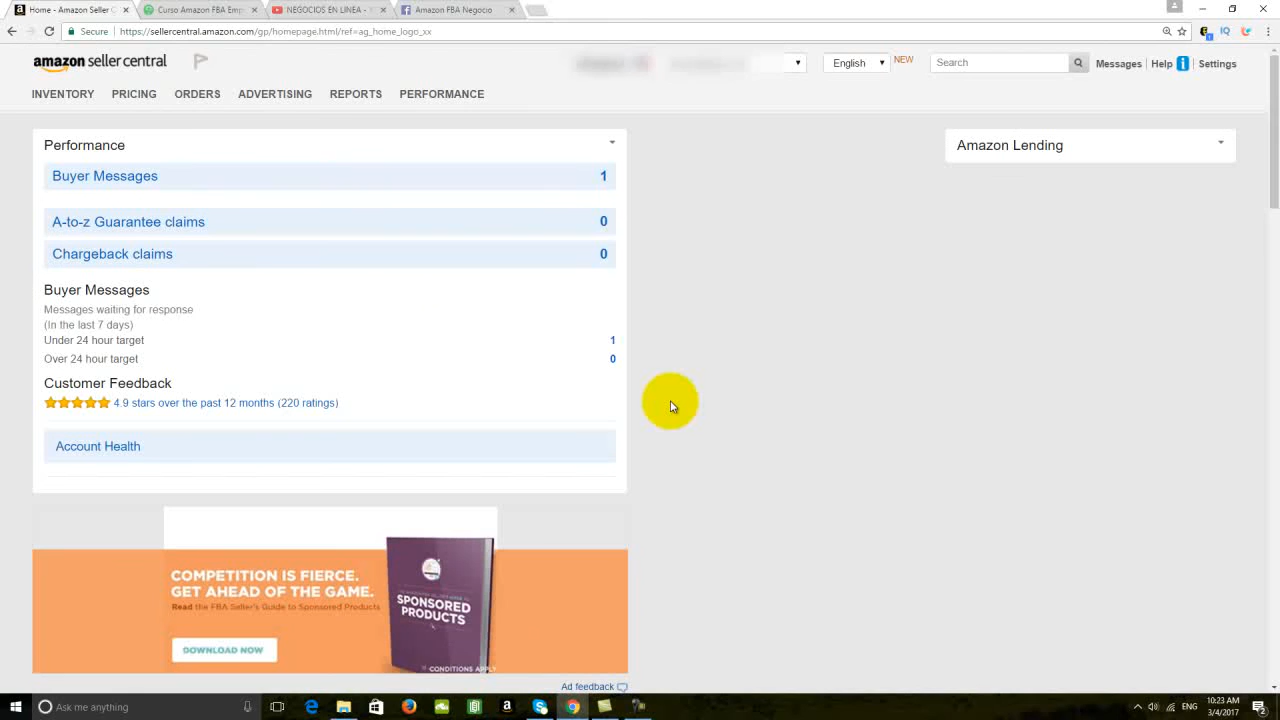 Home - Amazon Seller C
Curso Amazon FBA Emp
NEGOCIOS EN LINEA -
Amazon FBA Negocio
Secure
https://sellercentral.amazon.com/gp/homepage.html/ref=ag_home_logo_xx
amazon seller central
English
NEW
Search
Messages | Help | Settings
INVENTORY PRICING ORDERS ADVERTISING REPORTS PERFORMANCE
Performance
Amazon Lending
Buyer Messages 1
A-to-z Guarantee claims 0
Chargeback claims 0
Buyer Messages
Messages waiting for response
(In the last 7 days)
Under 24 hour target 1
Over 24 hour target 0
Customer Feedback
4.9 stars over the past 12 months (220 ratings)
Account Health
COMPETITION IS FIERCE.
GET AHEAD OF THE GAME.
Read the FBA Seller's Guide to Sponsored Products
DOWNLOAD NOW
SPONSORED
PRODUCTS
CONDITIONS APPLY
Ad feedback
Ask me anything
10:23 AM
3/4/2017